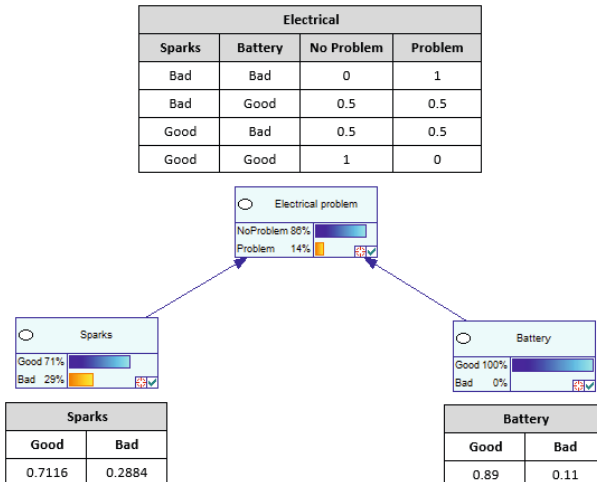 Electrical
Sparks Battery No Problem Problem
Bad Bad 0 1
Bad Good 0.5 0.5
Good Bad 0.5 0.5
Good Good 1 0
Electrical problem
NoProblem 86%
Problem 14%
Sparks
Good 71%
Bad 29%
Battery
Good 100%
Bad 0%
Sparks
Good Bad
0.7116 0.2884
Battery
Good Bad
0.89 0.11